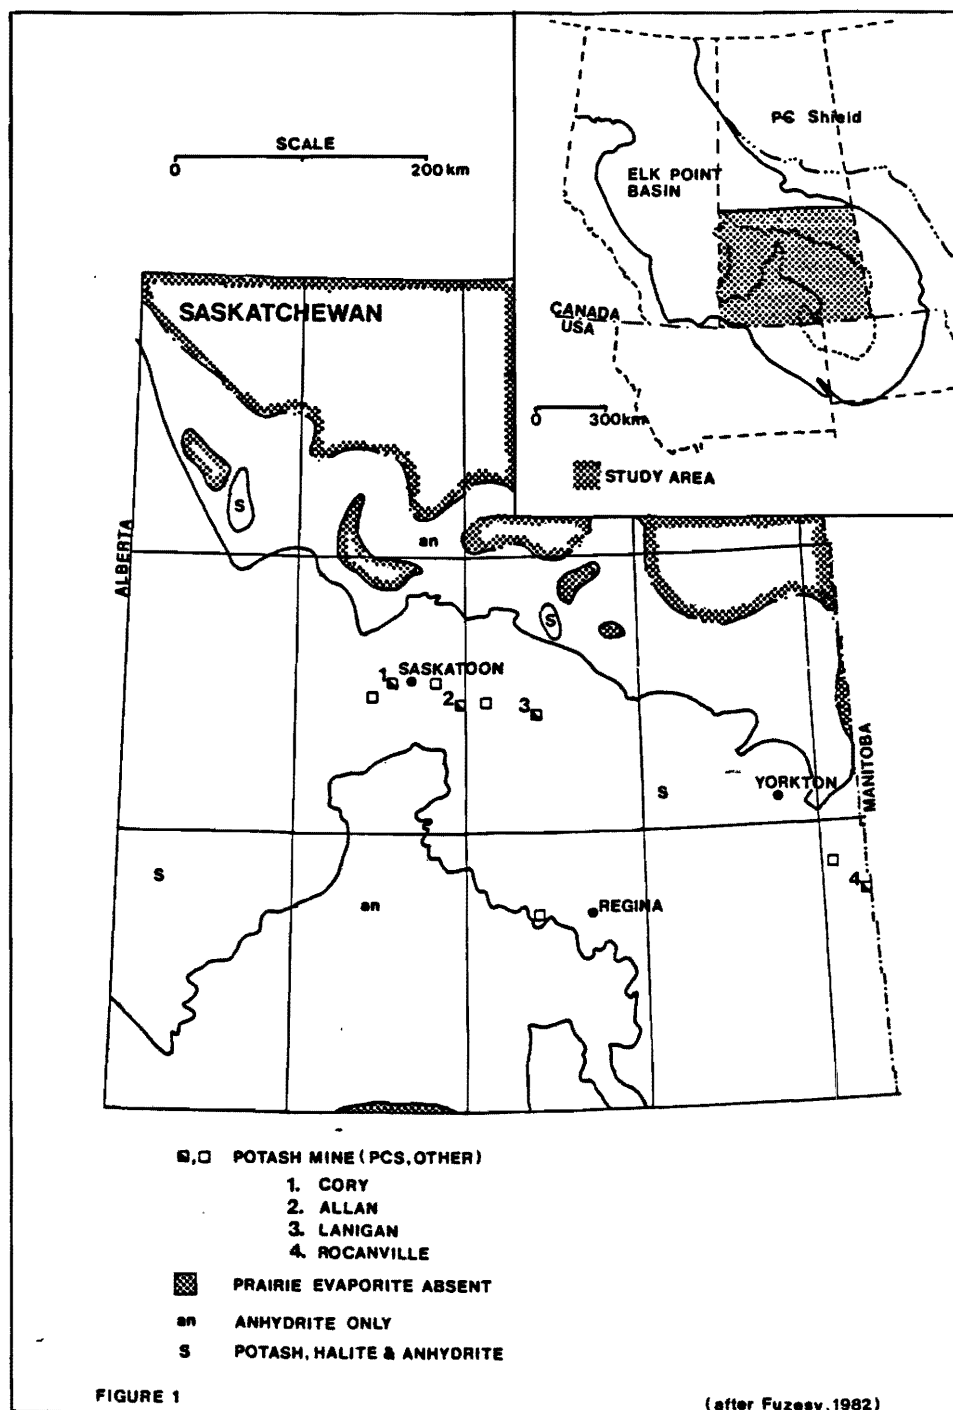 SCALE
0 200 km
PC Shield
ELK POINT
BASIN
CANADA
USA
0 300km
STUDY AREA
SASKATCHEWAN
ALBERTA
S
an
S
1 SASKATOON
2
3
S
YORKTON
MANITOBA
S
4
an
REGINA
POTASH MINE (PCS, OTHER)
1. CORY
2. ALLAN
3. LANIGAN
4. ROCANVILLE
PRAIRIE EVAPORITE ABSENT
an ANHYDRITE ONLY
S POTASH, HALITE & ANHYDRITE
FIGURE 1
(after Fuzesy, 1982)